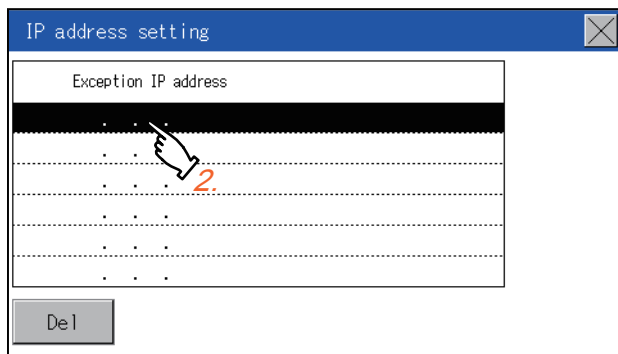 IP address setting
Exception IP address
. . .
. . .
2.
. . .
. . .
. . .
. . .
Del